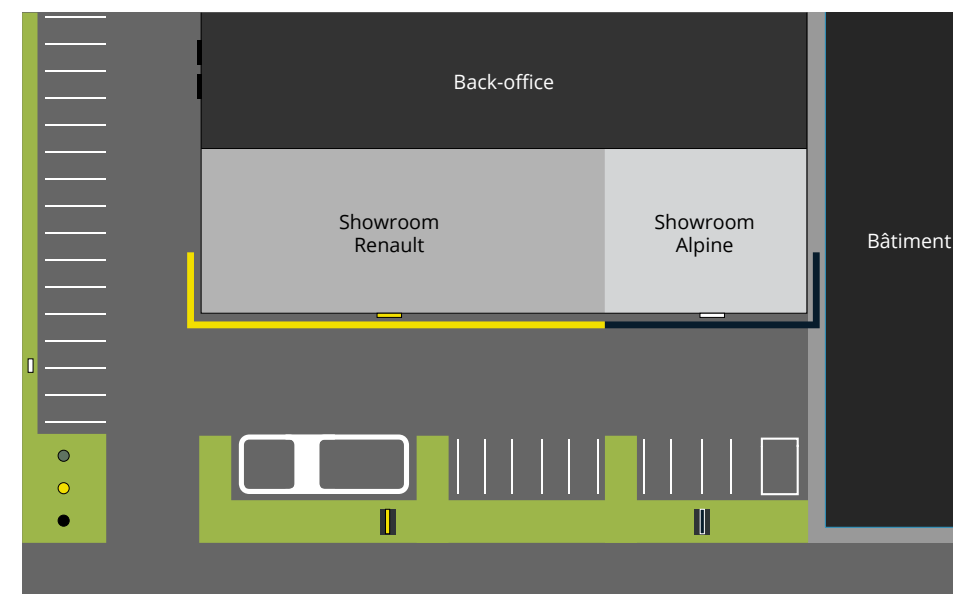 Back-office
Showroom
Renault
Showroom
Alpine
Bâtiment